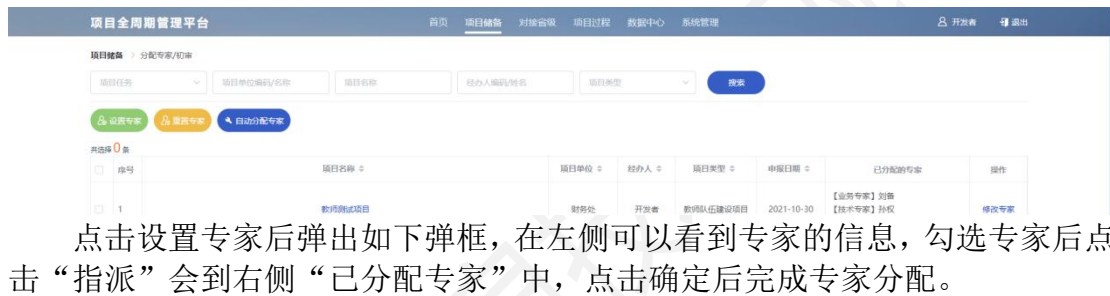 项目全周期管理平台 首页 项目储备 对接省级 项目过程 数据中心 系统管理 开发者 退出
项目储备 > 分配专家/初审
项目任务 项目单位编码/名称 项目名称 经办人编码/姓名 项目类型 搜索
设置专家 重置专家 自动分配专家
共选择 0 条
序号 项目名称 项目单位 经办人 项目类型 申报日期 已分配的专家 操作
【业务专家】刘备
1 教师测试项目 财务处 开发者 教师队伍建设项目 2021-10-30 【技术专家】孙权 修改专家
点击设置专家后弹出如下弹框，在左侧可以看到专家的信息，勾选专家后点
击“指派”会到右侧“已分配专家”中，点击确定后完成专家分配。